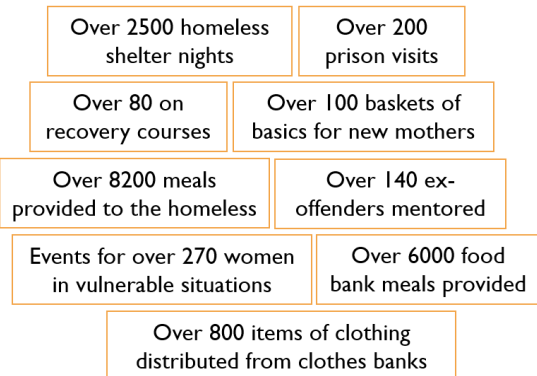 Over 2500 homeless
shelter nights
Over 200
prison visits
Over 80 on
recovery courses
Over 100 baskets of
basics for new mothers
Over 8200 meals
provided to the homeless
Over 140 ex-
offenders mentored
Events for over 270 women
in vulnerable situations
Over 6000 food
bank meals provided
Over 800 items of clothing
distributed from clothes banks